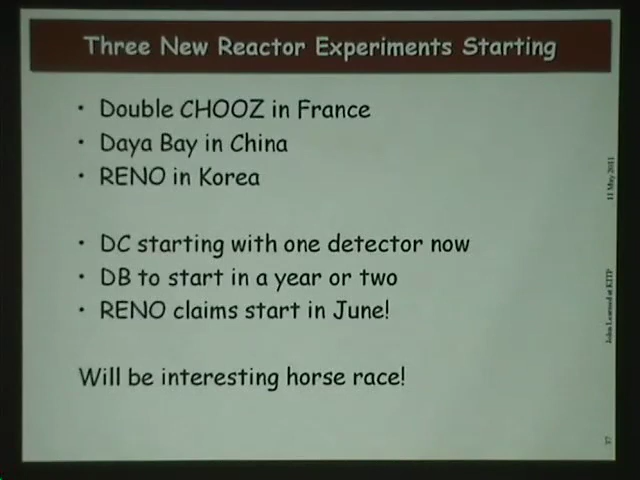 Three New Reactor Experiments Starting
• Double CHOOZ in France
• Daya Bay in China
• RENO in Korea
• DC starting with one detector now
• DB to start in a year or two
• RENO claims start in June!
Will be interesting horse race!
11 May 2011
John Learned at KITP
37